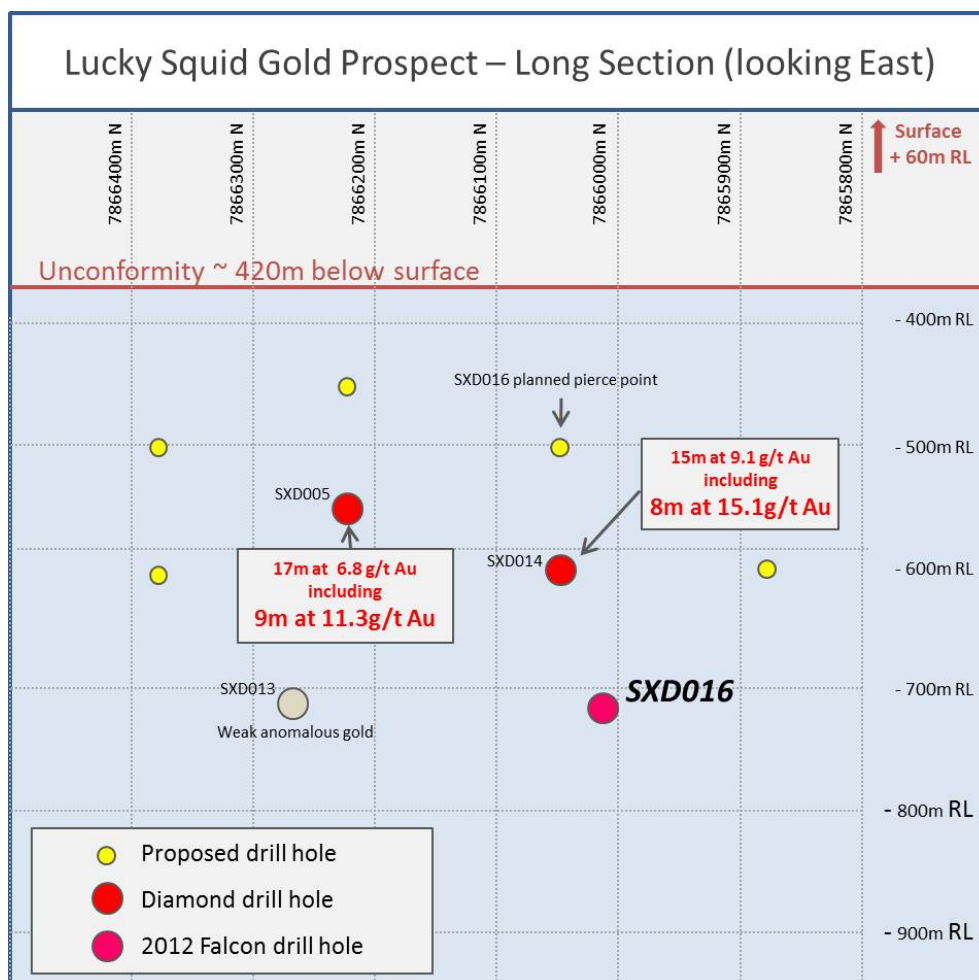 Lucky Squid Gold Prospect – Long Section (looking East)
7866400m N
7866300m N
7866200m N
7866100m N
7866000m N
7865900m N
7865800m N
Surface
+ 60m RL
Unconformity ~ 420m below surface
- 400m RL
SXD016 planned pierce point
- 500m RL
15m at 9.1 g/t Au
including
8m at 15.1g/t Au
SXD005
SXD014
- 600m RL
17m at 6.8 g/t Au
including
9m at 11.3g/t Au
SXD013
Weak anomalous gold
SXD016
- 700m RL
- 800m RL
Proposed drill hole
Diamond drill hole
2012 Falcon drill hole
- 900m RL